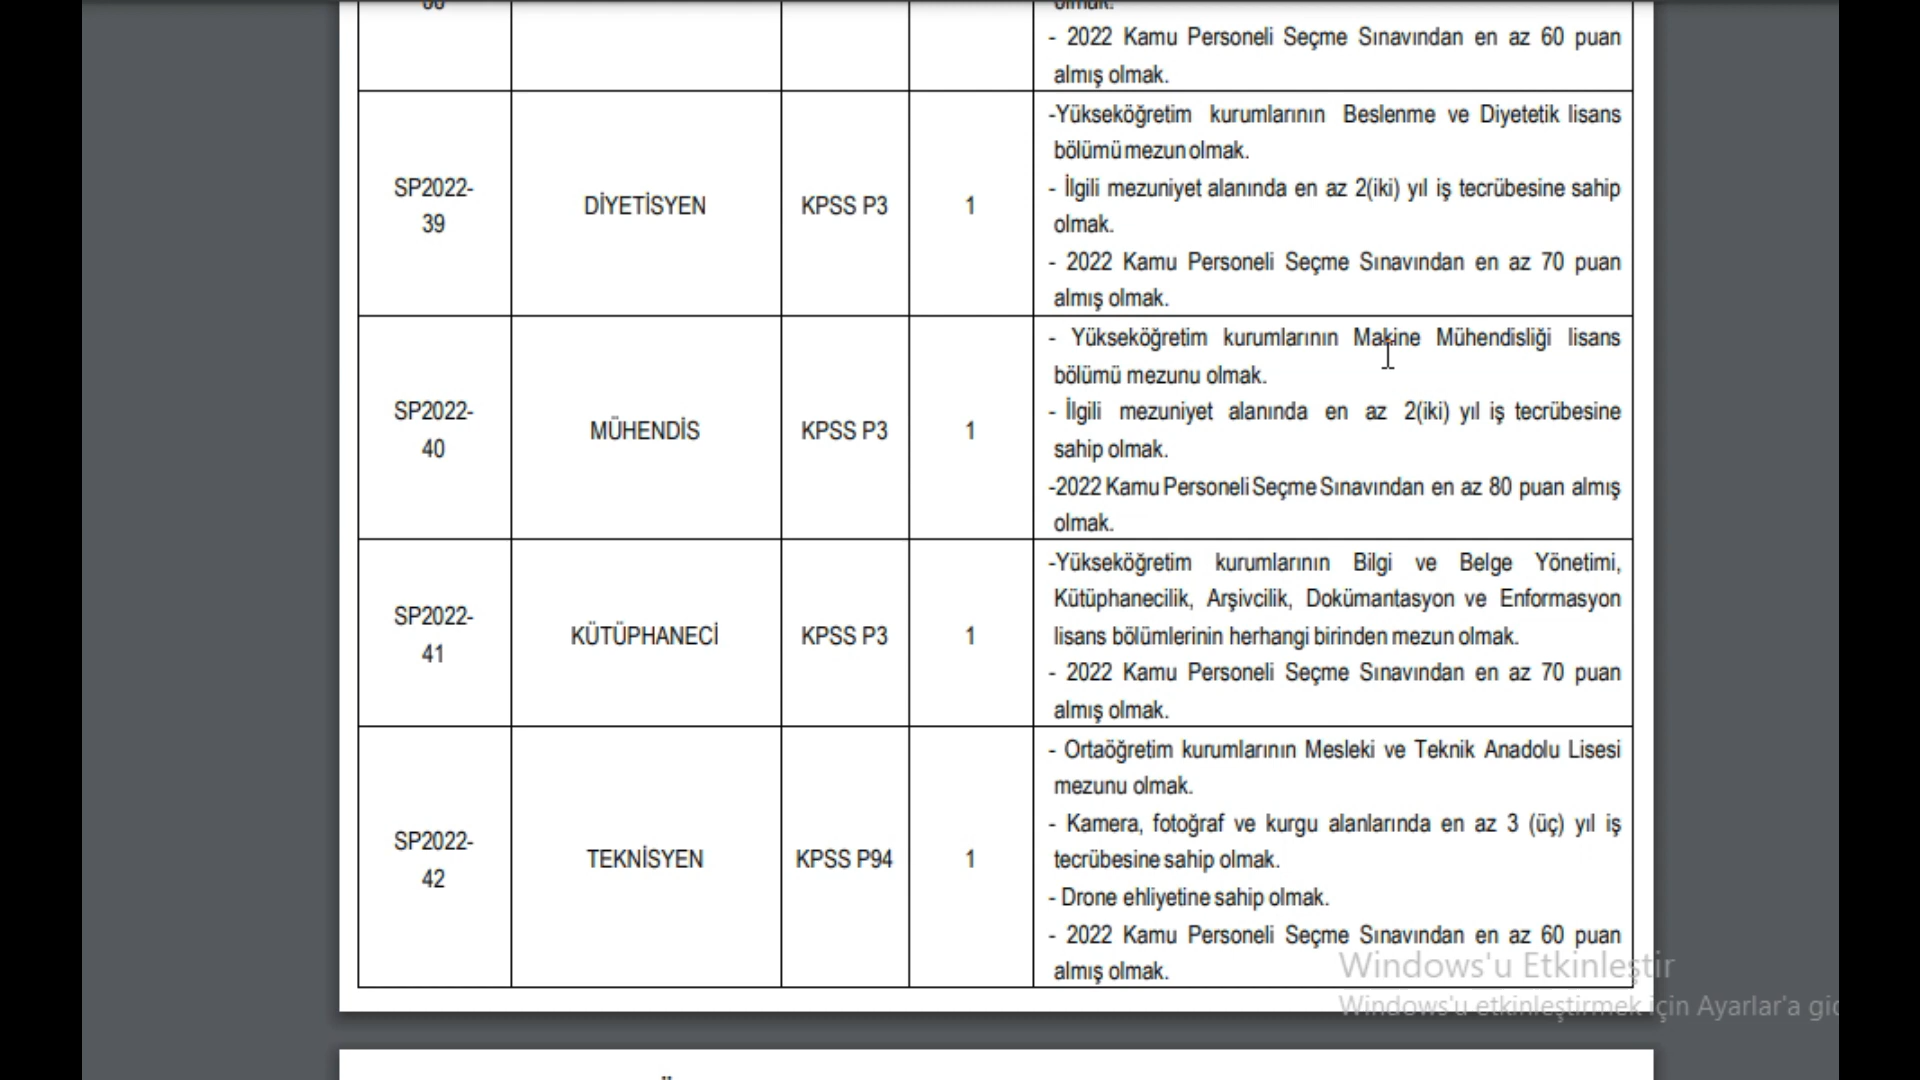 - 2022 Kamu Personeli Seçme Sınavından en az 60 puan
almış olmak.
SP2022-
39
DİYETİSYEN
KPSS P3
1
-Yükseköğretim kurumlarının Beslenme ve Diyetetik lisans
bölümü mezun olmak.
- İlgili mezuniyet alanında en az 2(iki) yıl iş tecrübesine sahip
olmak.
- 2022 Kamu Personeli Seçme Sınavından en az 70 puan
almış olmak.
SP2022-
40
MÜHENDİS
KPSS P3
1
- Yükseköğretim kurumlarının Makine Mühendisliği lisans
bölümü mezunu olmak.
- İlgili mezuniyet alanında en az 2(iki) yıl iş tecrübesine
sahip olmak.
-2022 Kamu Personeli Seçme Sınavından en az 80 puan almış
olmak.
SP2022-
41
KÜTÜPHANECİ
KPSS P3
1
-Yükseköğretim kurumlarının Bilgi ve Belge Yönetimi,
Kütüphanecilik, Arşivcilik, Dokümantasyon ve Enformasyon
lisans bölümlerinin herhangi birinden mezun olmak.
- 2022 Kamu Personeli Seçme Sınavından en az 70 puan
almış olmak.
SP2022-
42
TEKNİSYEN
KPSS P94
1
- Ortaöğretim kurumlarının Mesleki ve Teknik Anadolu Lisesi
mezunu olmak.
- Kamera, fotoğraf ve kurgu alanlarında en az 3 (üç) yıl iş
tecrübesine sahip olmak.
- Drone ehliyetine sahip olmak.
- 2022 Kamu Personeli Seçme Sınavından en az 60 puan
almış olmak.
Windows'u Etkinleştir
Windows'u etkinleştirmek için Ayarlar'a